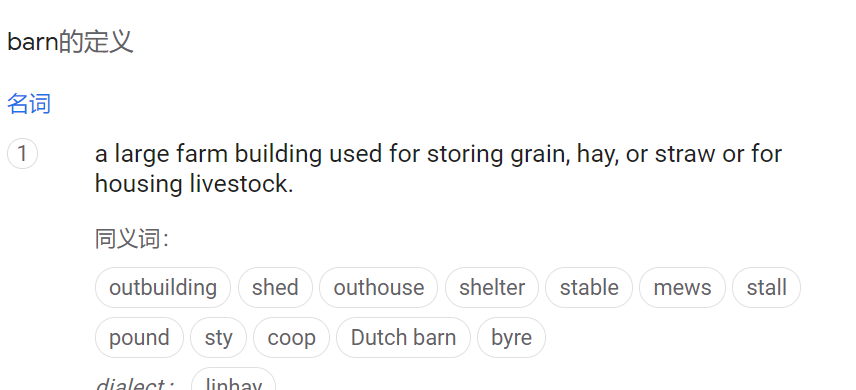 barn的定义
名词
1 a large farm building used for storing grain, hay, or straw or for
housing livestock.
同义词：
outbuilding shed outhouse shelter stable mews stall
pound sty coop Dutch barn byre
dialect： linhay